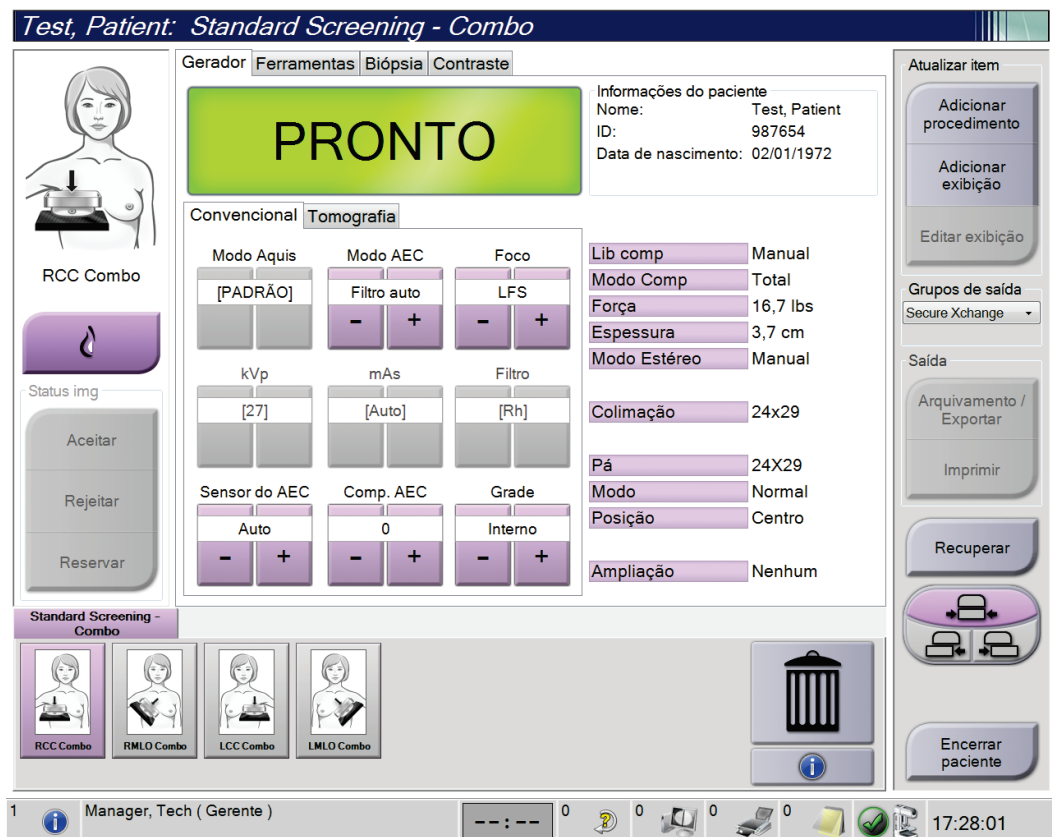 Test, Patient: Standard Screening - Combo
Gerador Ferramentas Biópsia Contraste
PRONTO
Informações do paciente
Nome: Test, Patient
ID: 987654
Data de nascimento: 02/01/1972
RCC Combo
Status img
Aceitar
Rejeitar
Reservar
Convencional Tomografia
Modo Aquis Modo AEC Foco
[PADRÃO] Filtro auto LFS
- + - +
kVp mAs Filtro
[27] [Auto] [Rh]
Sensor do AEC Comp. AEC Grade
Auto 0 Interno
- + - + - +
Lib comp Manual
Modo Comp Total
Força 16,7 lbs
Espessura 3,7 cm
Modo Estéreo Manual
Colimação 24x29
Pá 24X29
Modo Normal
Posição Centro
Ampliação Nenhum
Atualizar item
Adicionar
procedimento
Adicionar
exibição
Editar exibição
Grupos de saída
Secure Xchange
Saída
Arquivamento /
Exportar
Imprimir
Recuperar
Encerrar
paciente
Standard Screening -
Combo
RCC Combo RMLO Combo LCC Combo LMLO Combo
1 Manager, Tech ( Gerente ) --:-- 0 0 0 0 17:28:01